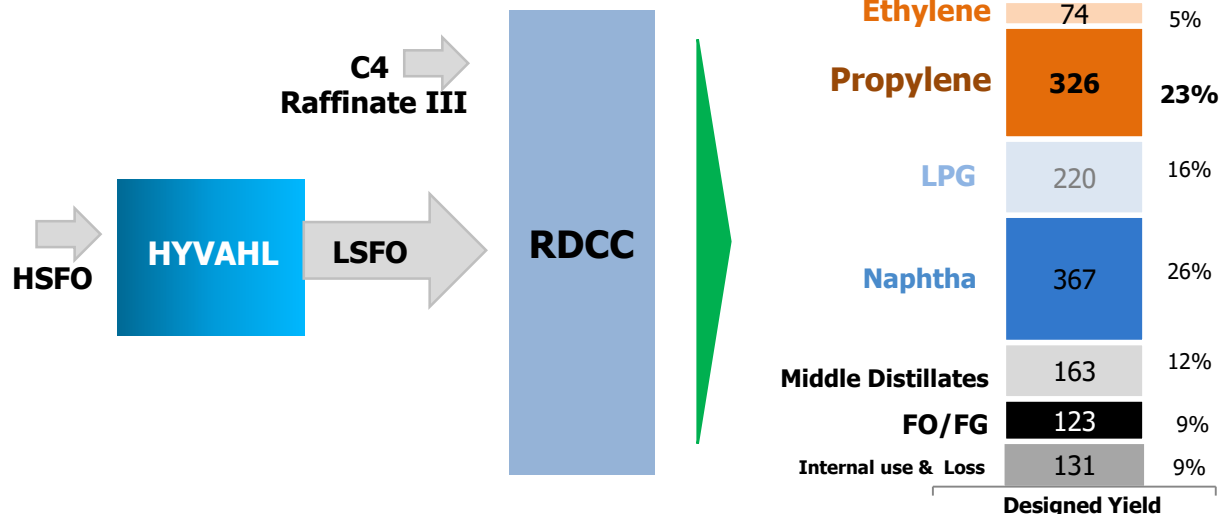 Ethylene 74 5%
C4
Raffinate III
Propylene 326 23%
LPG 220 16%
HYVAHL LSFO RDCC
HSFO
Naphtha 367 26%
Middle Distillates 163 12%
FO/FG 123 9%
Internal use & Loss 131 9%
Designed Yield